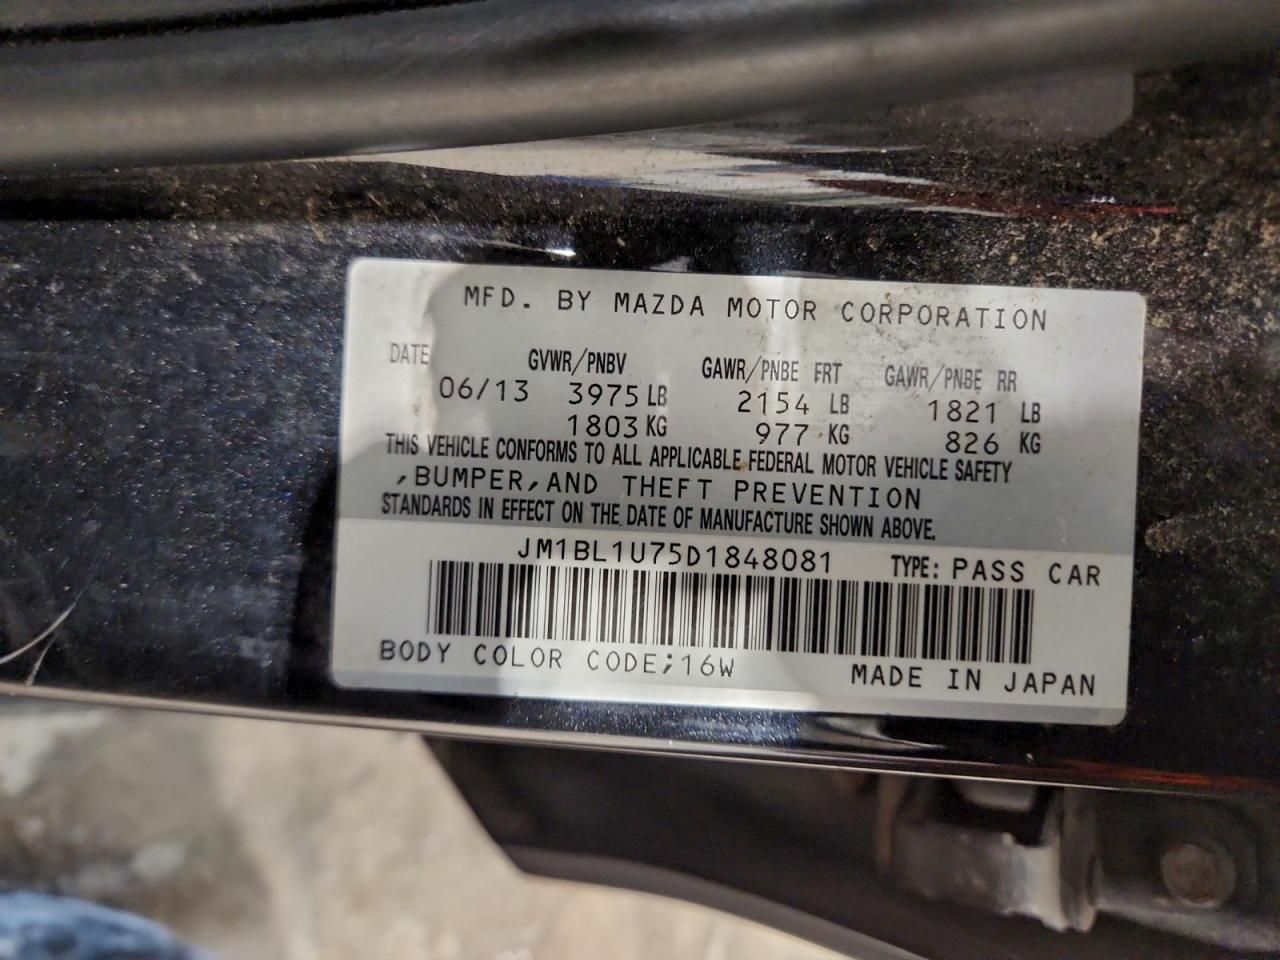 MFD. BY MAZDA MOTOR CORPORATION
DATE GVWR/PNBV GAWR/PNBE FRT GAWR/PNBE RR
06/13 3975 LB 2154 LB 1821 LB
1803 KG 977 KG 826 KG
THIS VEHICLE CONFORMS TO ALL APPLICABLE FEDERAL MOTOR VEHICLE SAFETY
,BUMPER,AND THEFT PREVENTION
STANDARDS IN EFFECT ON THE DATE OF MANUFACTURE SHOWN ABOVE.
JM1BL1U75D1848081 TYPE: PASS CAR
BODY COLOR CODE;16W MADE IN JAPAN